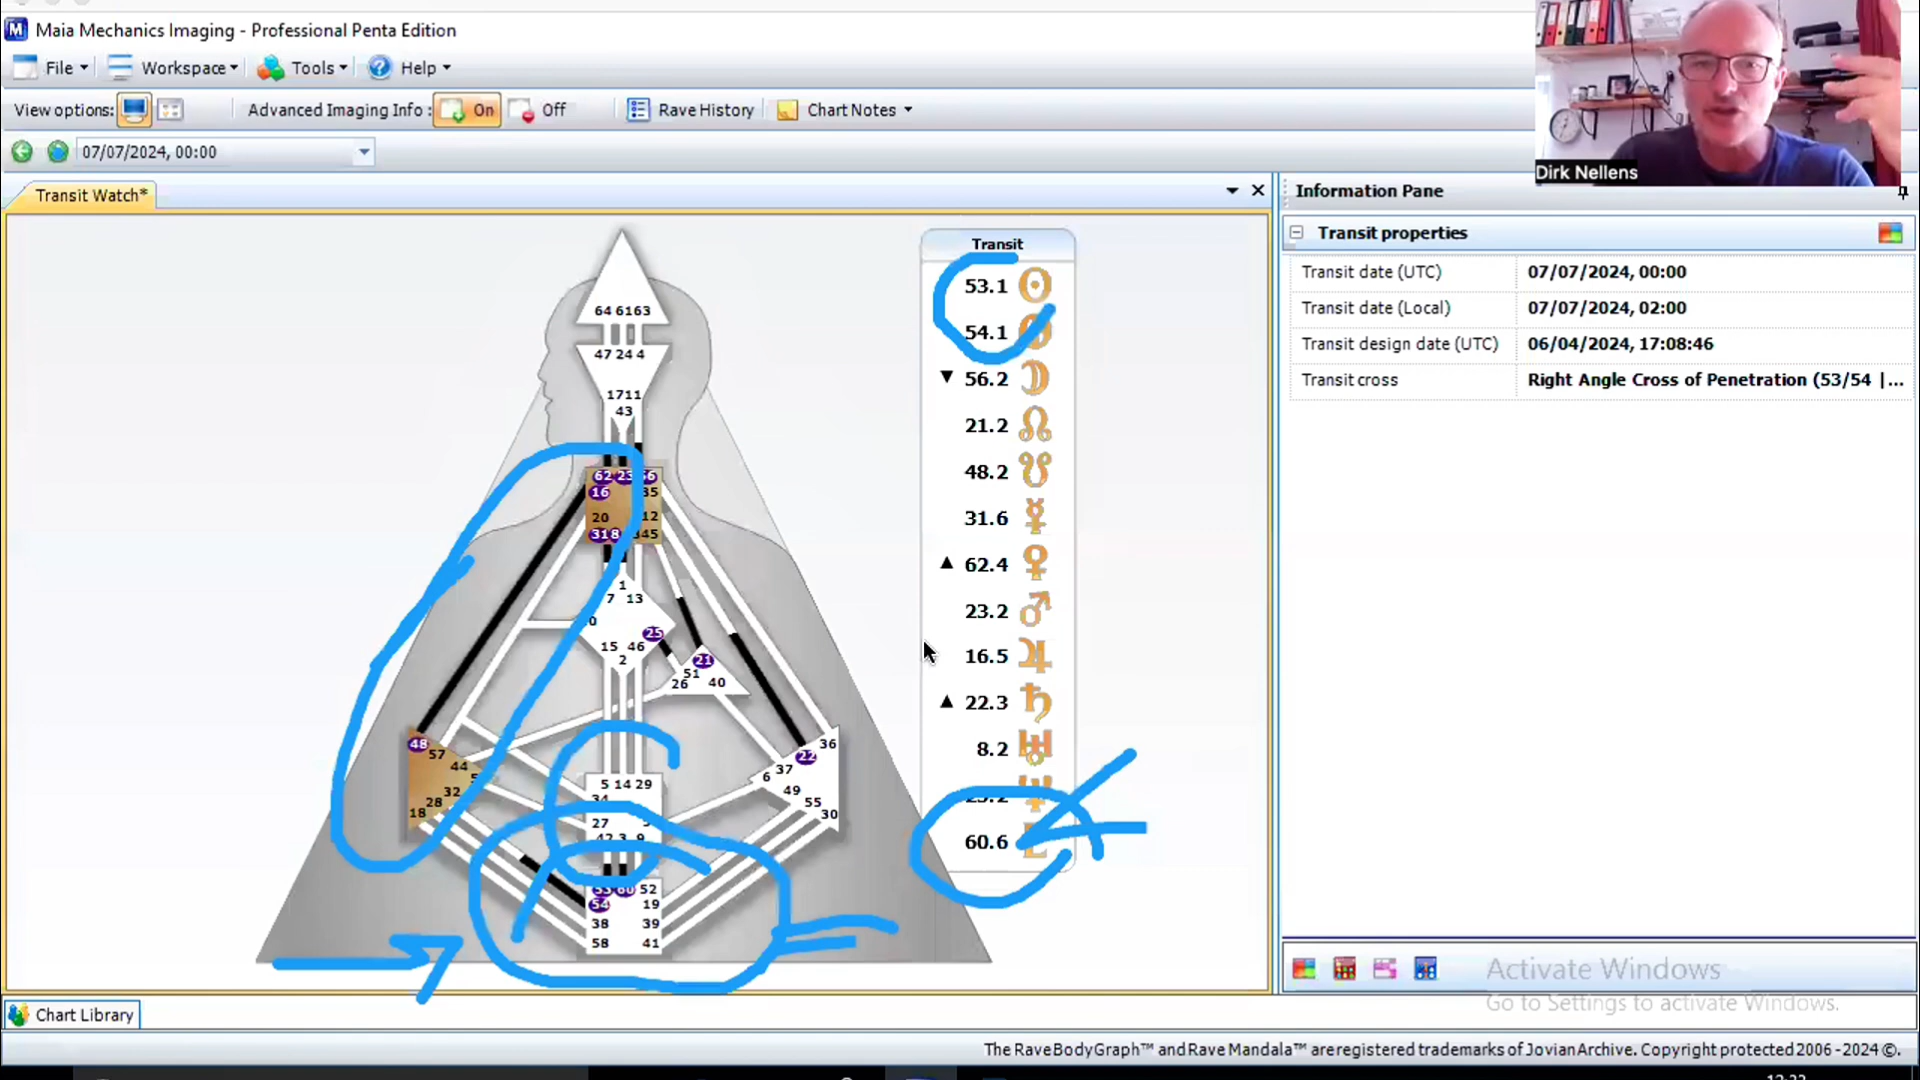 Maia Mechanics Imaging - Professional Penta Edition
File Workspace Tools Help
View options: Advanced Imaging Info : On Off Rave History Chart Notes
07/07/2024, 00:00
Dirk Nellens
Transit Watch*
Information Pane
Transit properties
Transit date (UTC) 07/07/2024, 00:00
Transit date (Local) 07/07/2024, 02:00
Transit design date (UTC) 06/04/2024, 17:08:46
Transit cross Right Angle Cross of Penetration (53/54 |...
Transit
53.1
54.1
▼ 56.2
21.2
48.2
31.6
▲ 62.4
23.2
16.5
▲ 22.3
8.2
60.6
64 61 63
47 24 4
17 11
43
62 23
16 35
20 12
31 8 45
1
7 13
25
15 46
2
21
51
26 40
48
57
44
32
28
18
36
22
37
6
49
55
30
5 14 29
34
27
53 60 52
54 19
38 39
58 41
Activate Windows
Go to Settings to activate Windows.
Chart Library
The RaveBodyGraph™ and Rave Mandala™ are registered trademarks of JovianArchive. Copyright protected 2006 - 2024 ©.